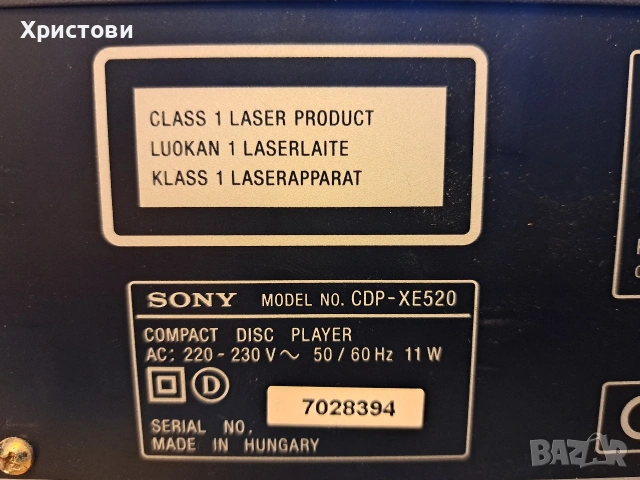 Христови
CLASS 1 LASER PRODUCT
LUOKAN 1 LASERLAITE
KLASS 1 LASERAPPARAT
SONY MODEL NO. CDP-XE520
COMPACT DISC PLAYER
AC: 220 - 230 V ~ 50 / 60 Hz 11 W
D
SERIAL NO. 7028394
MADE IN HUNGARY
BAZAR